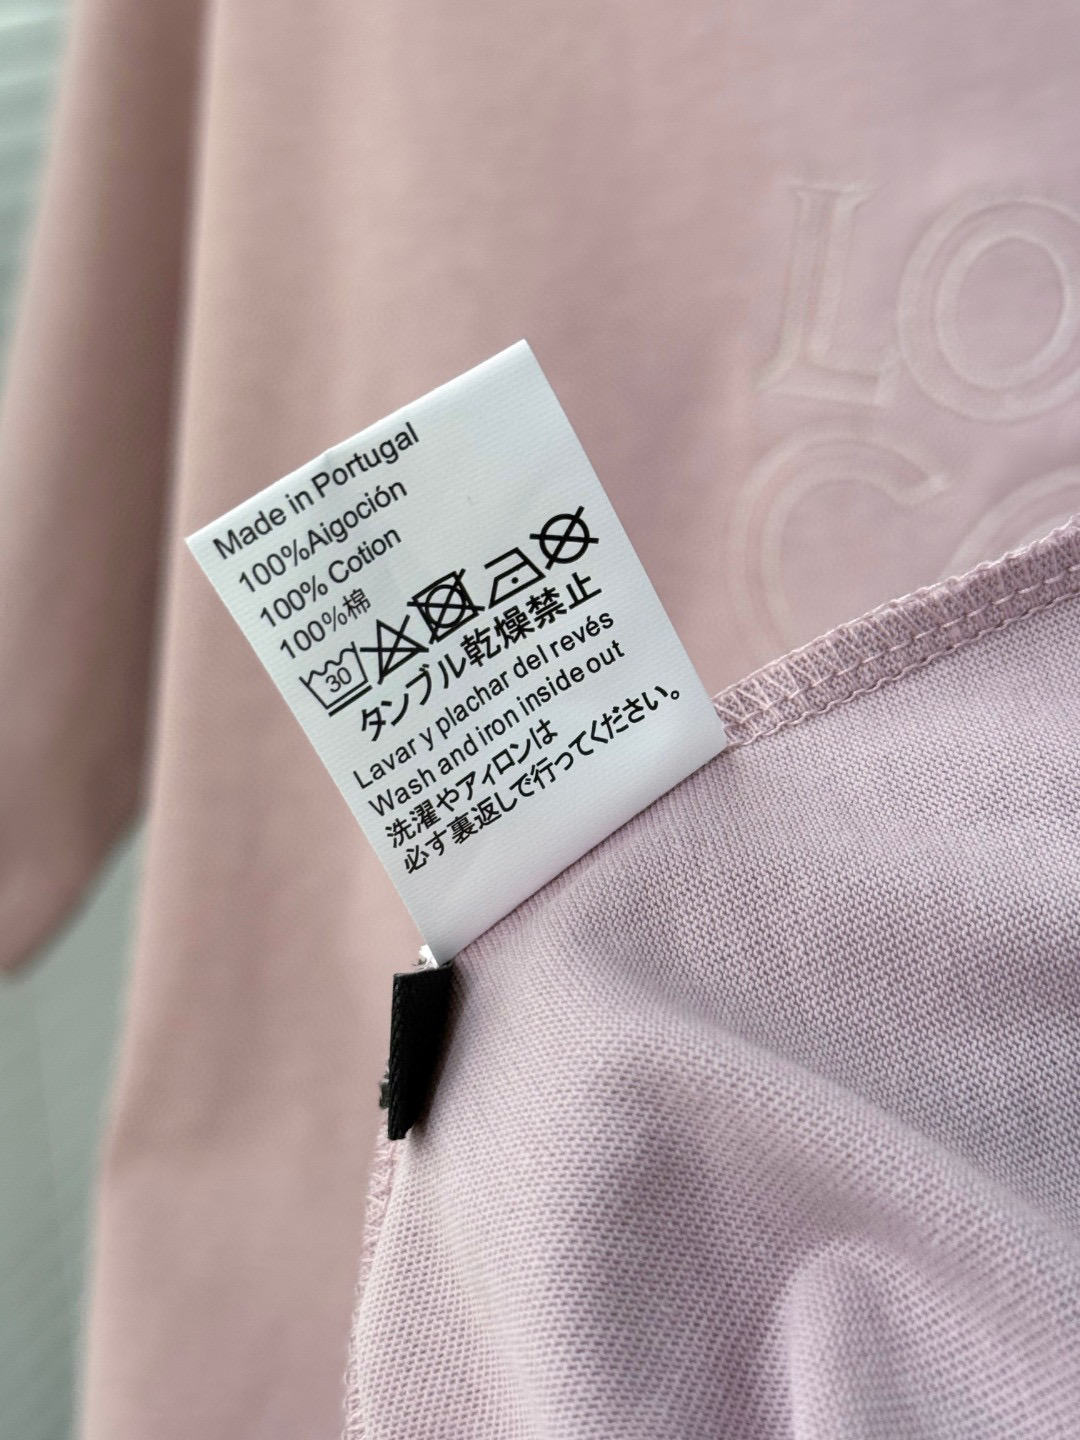 LO
Made in Portugal
100%Aigoción
100% Cotion
100%棉
30
タンブル乾燥禁止
Lavar y plachar del revés
Wash and iron inside out
洗濯やアィロンは
必す裏返しで行ってください。